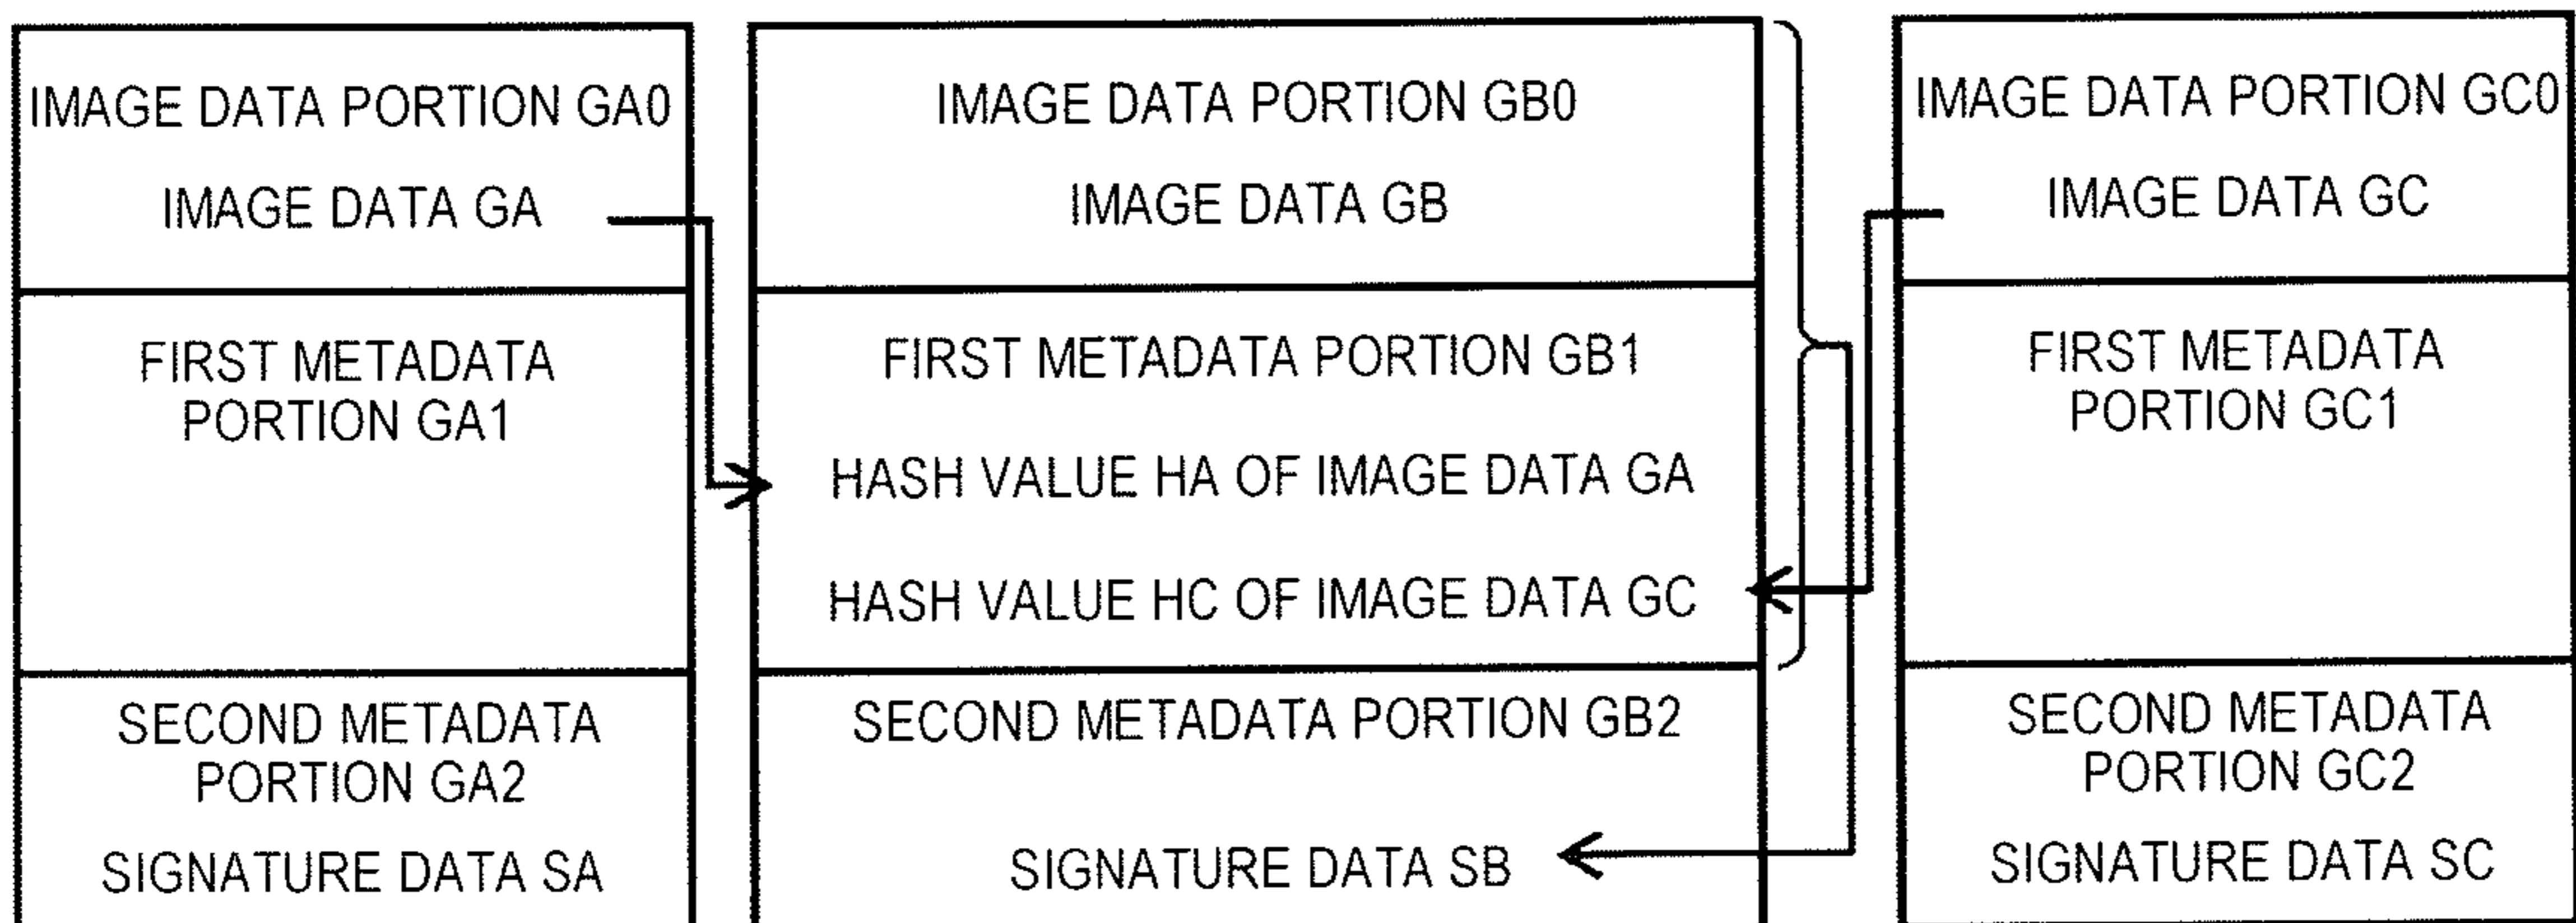 IMAGE DATA PORTION GA0
IMAGE DATA GA
FIRST METADATA
PORTION GA1
SECOND METADATA
PORTION GA2
SIGNATURE DATA SA
IMAGE DATA PORTION GB0
IMAGE DATA GB
FIRST METADATA PORTION GB1
HASH VALUE HA OF IMAGE DATA GA
HASH VALUE HC OF IMAGE DATA GC
SECOND METADATA PORTION GB2
SIGNATURE DATA SB
IMAGE DATA PORTION GC0
IMAGE DATA GC
FIRST METADATA
PORTION GC1
SECOND METADATA
PORTION GC2
SIGNATURE DATA SC